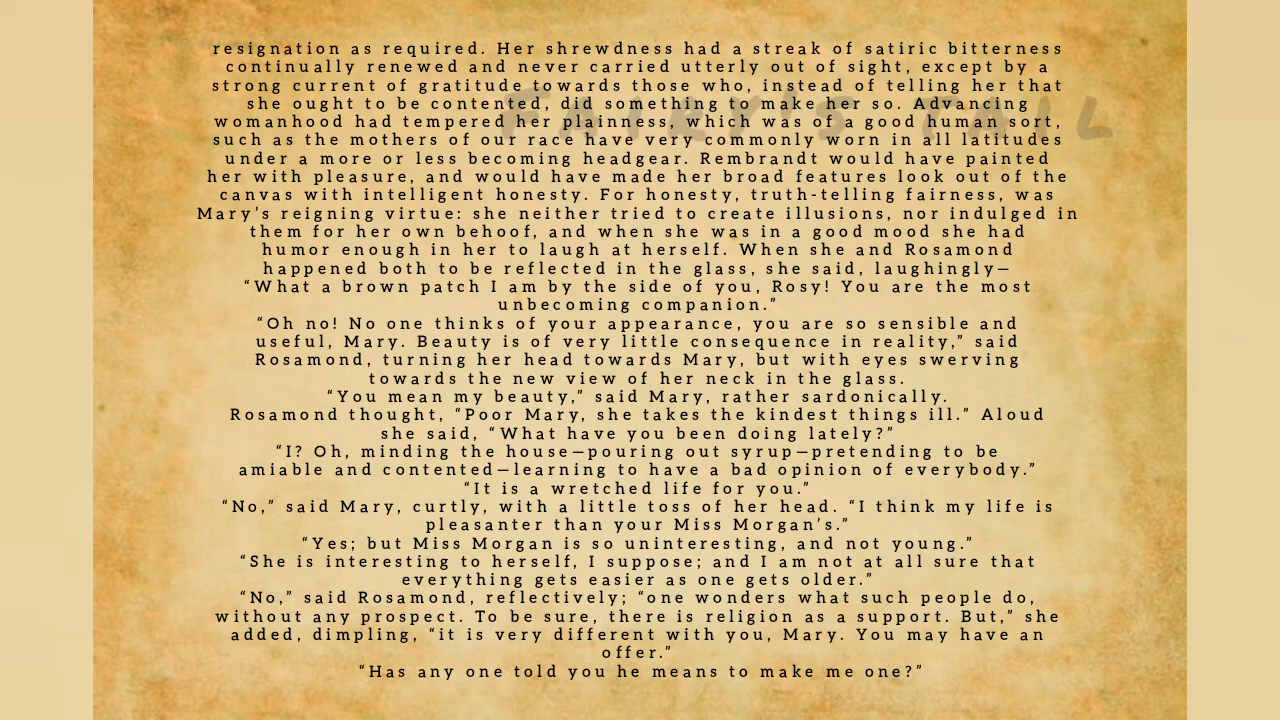 resignation as required. Her shrewdness had a streak of satiric bitterness
continually renewed and never carried utterly out of sight, except by a
strong current of gratitude towards those who, instead of telling her that
she ought to be contented, did something to make her so. Advancing
womanhood had tempered her plainness, which was of a good human sort,
such as the mothers of our race have very commonly worn in all latitudes
under a more or less becoming headgear. Rembrandt would have painted
her with pleasure, and would have made her broad features look out of the
canvas with intelligent honesty. For honesty, truth-telling fairness, was
Mary’s reigning virtue: she neither tried to create illusions, nor indulged in
them for her own behoof, and when she was in a good mood she had
humor enough in her to laugh at herself. When she and Rosamond
happened both to be reflected in the glass, she said, laughingly—
“What a brown patch I am by the side of you, Rosy! You are the most
unbecoming companion.”
“Oh no! No one thinks of your appearance, you are so sensible and
useful, Mary. Beauty is of very little consequence in reality,” said
Rosamond, turning her head towards Mary, but with eyes swerving
towards the new view of her neck in the glass.
“You mean my beauty,” said Mary, rather sardonically.
Rosamond thought, “Poor Mary, she takes the kindest things ill.” Aloud
she said, “What have you been doing lately?”
“I? Oh, minding the house—pouring out syrup—pretending to be
amiable and contented—learning to have a bad opinion of everybody.”
“It is a wretched life for you.”
“No,” said Mary, curtly, with a little toss of her head. “I think my life is
pleasanter than your Miss Morgan’s.”
“Yes; but Miss Morgan is so uninteresting, and not young.”
“She is interesting to herself, I suppose; and I am not at all sure that
everything gets easier as one gets older.”
“No,” said Rosamond, reflectively; “one wonders what such people do,
without any prospect. To be sure, there is religion as a support. But,” she
added, dimpling, “it is very different with you, Mary. You may have an
offer.”
“Has any one told you he means to make me one?”